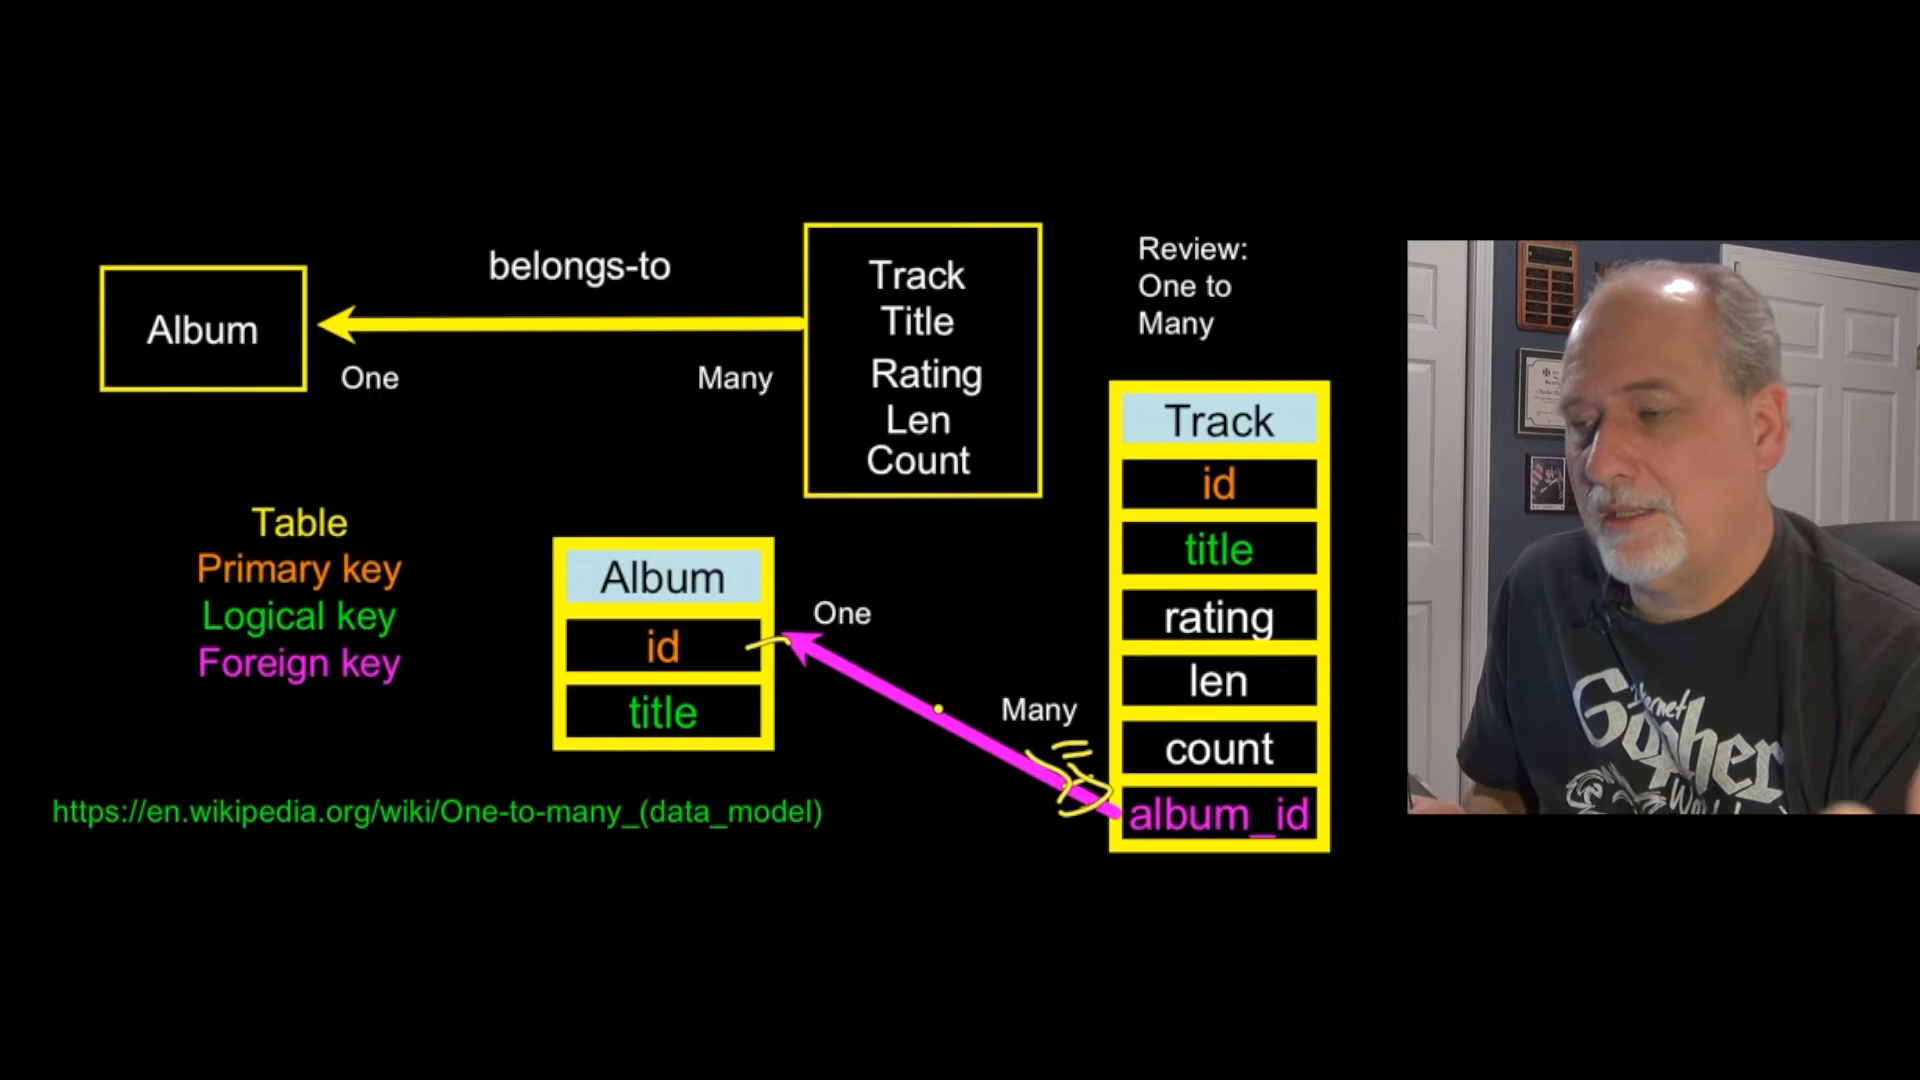 belongs-to
Album
One
Many
Track
Title
Rating
Len
Count
Review:
One to
Many
Table
Primary key
Logical key
Foreign key
Album
id
title
One
Many
Track
id
title
rating
len
count
album_id
https://en.wikipedia.org/wiki/One-to-many_(data_model)
Internet
Gopher